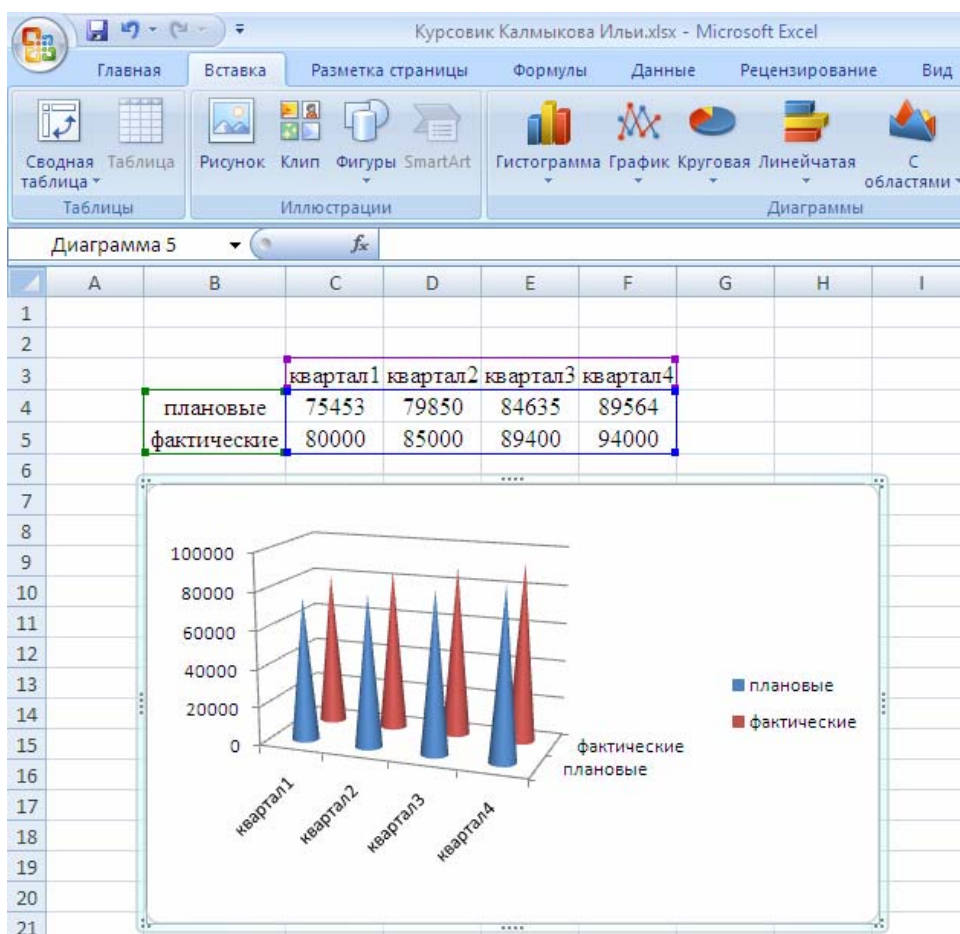 Курсовик Калмыкова Ильи.xlsx - Microsoft Excel
Главная Вставка Разметка страницы Формулы Данные Рецензирование Вид
Сводная таблица Таблица Рисунок Клип Фигуры SmartArt Гистограмма График Круговая Линейчатая С областями
Таблицы Иллюстрации Диаграммы
Диаграмма 5 fx
A B C D E F G H I
1
2
3 квартал1 квартал2 квартал3 квартал4
4 плановые 75453 79850 84635 89564
5 фактические 80000 85000 89400 94000
6
7
8
9
10
11
12
13
14
15
16
17
18
19
20
21
100000
80000
60000
40000
20000
0
квартал1 квартал2 квартал3 квартал4
фактические
плановые
плановые
фактические